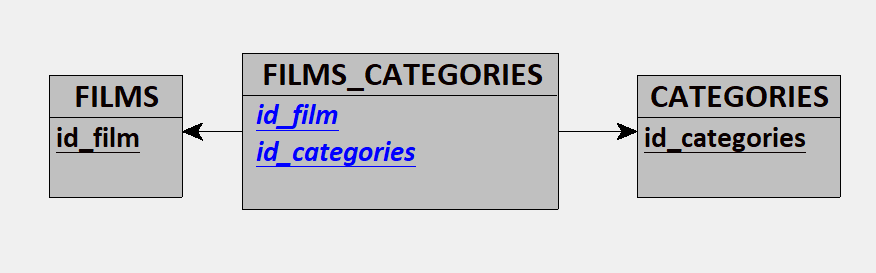 FILMS
id_film
FILMS_CATEGORIES
id_film
id_categories
CATEGORIES
id_categories